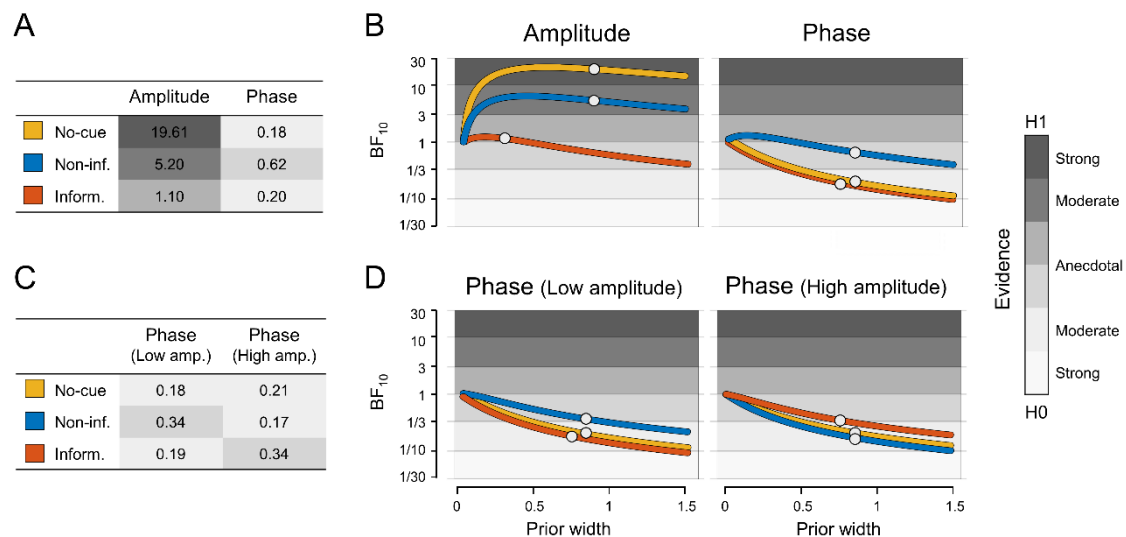 A
Amplitude Phase
No-cue 19.61 0.18
Non-inf. 5.20 0.62
Inform. 1.10 0.20
B
Amplitude Phase
BF10
30
10
3
1
1/3
1/10
1/30
H1
Strong
Moderate
Anecdotal
Moderate
Strong
H0
Evidence
C
Phase Phase
(Low amp.) (High amp.)
No-cue 0.18 0.21
Non-inf. 0.34 0.17
Inform. 0.19 0.34
D
Phase (Low amplitude) Phase (High amplitude)
BF10
30
10
3
1
1/3
1/10
1/30
0 0.5 1 1.5 0 0.5 1 1.5
Prior width Prior width